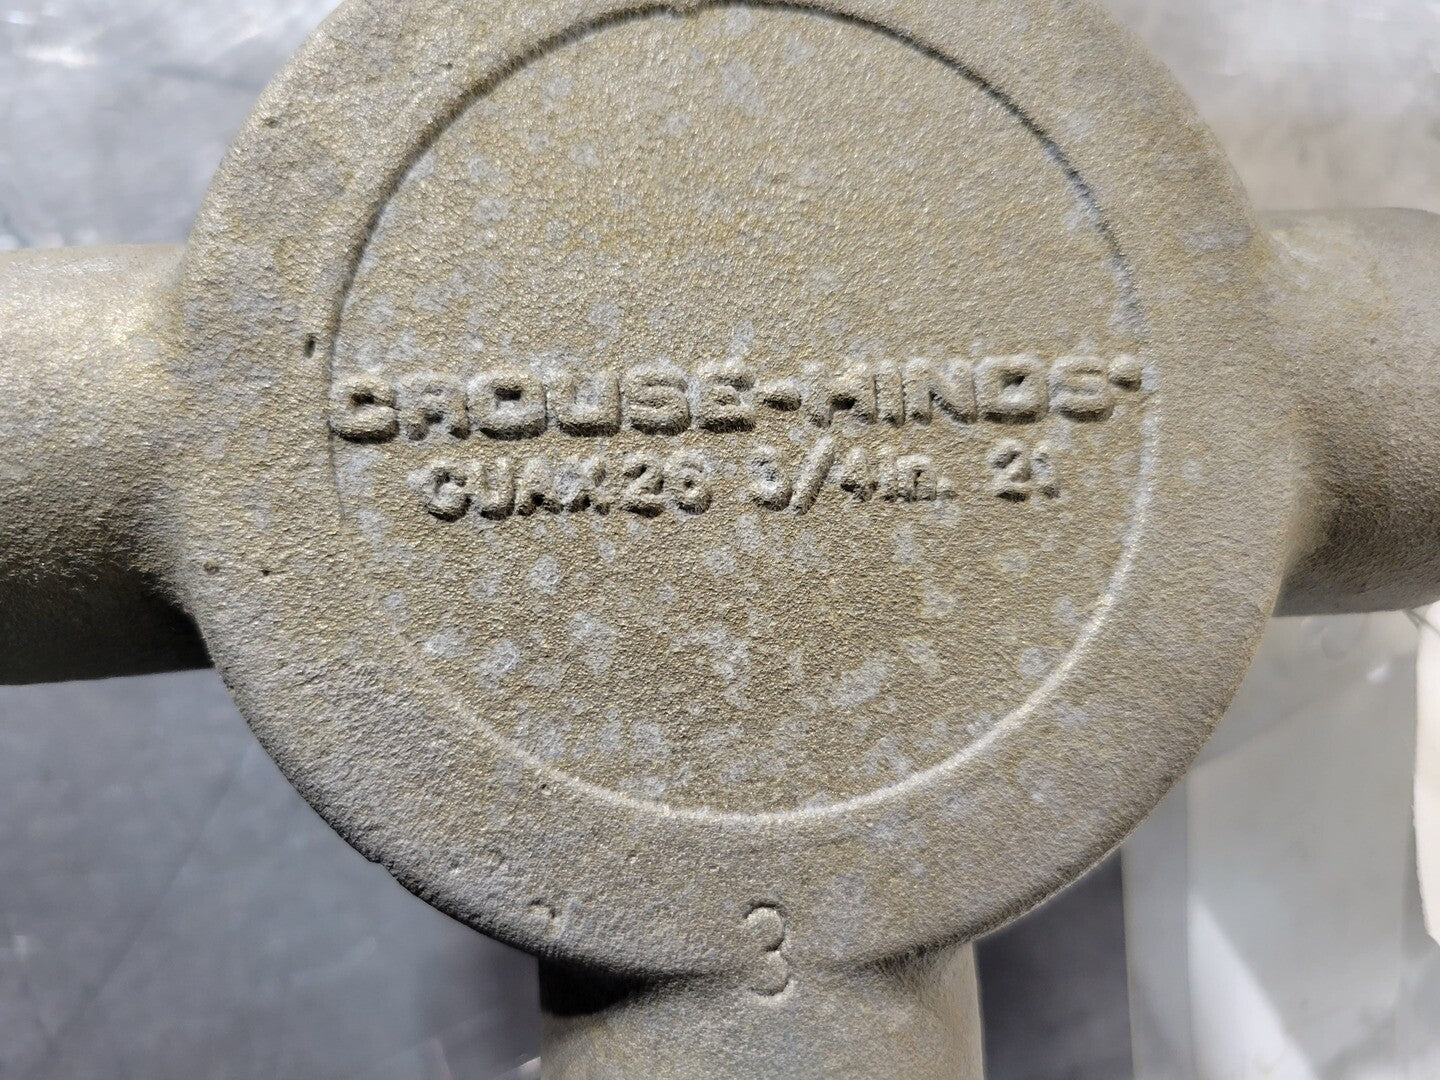 CROUSE-HINDS
GUAX26 3/4in. 21
3